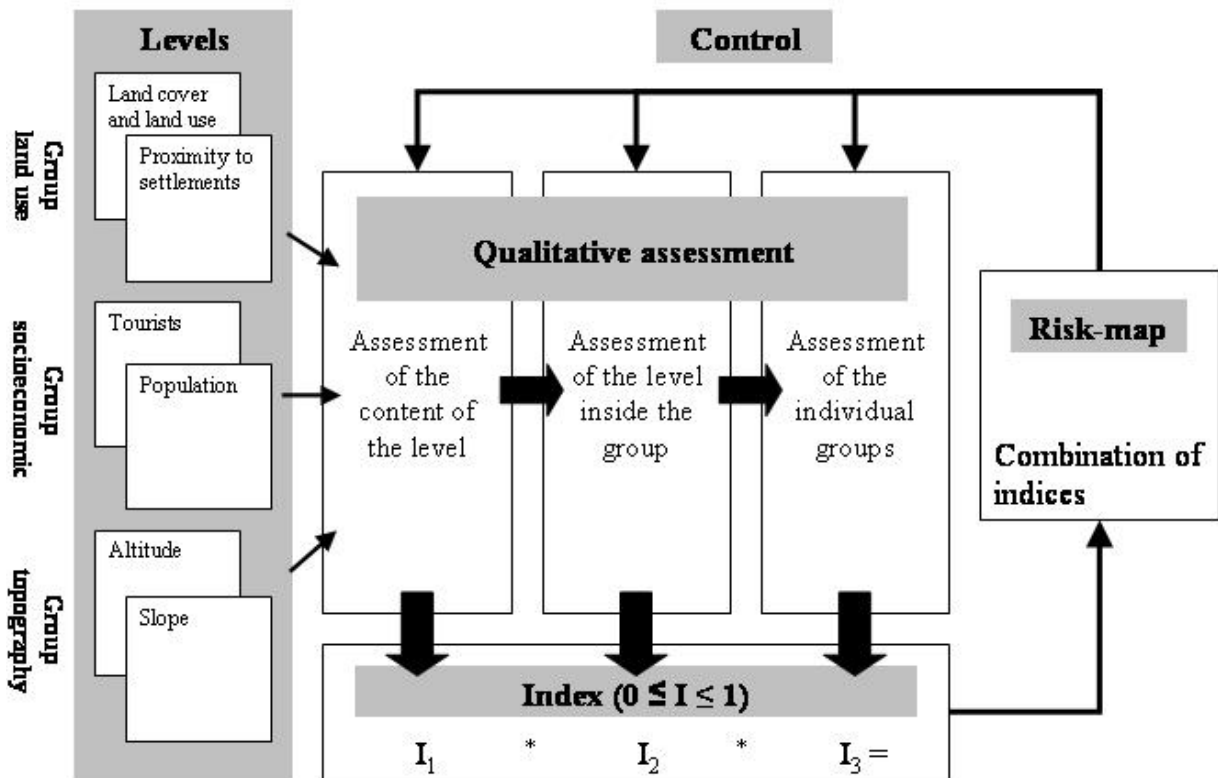 Levels
Control
Group
land use
Land cover
and land use
Proximity to
settlements
Group
socioeconomic
Tourists
Population
Group
topography
Altitude
Slope
Qualitative assessment
Assessment
of the
content of
the level
Assessment
of the level
inside the
group
Assessment
of the
individual
groups
Risk-map
Combination of
indices
Index (0 ≦ I ≤ 1)
I₁ * I₂ * I₃ =